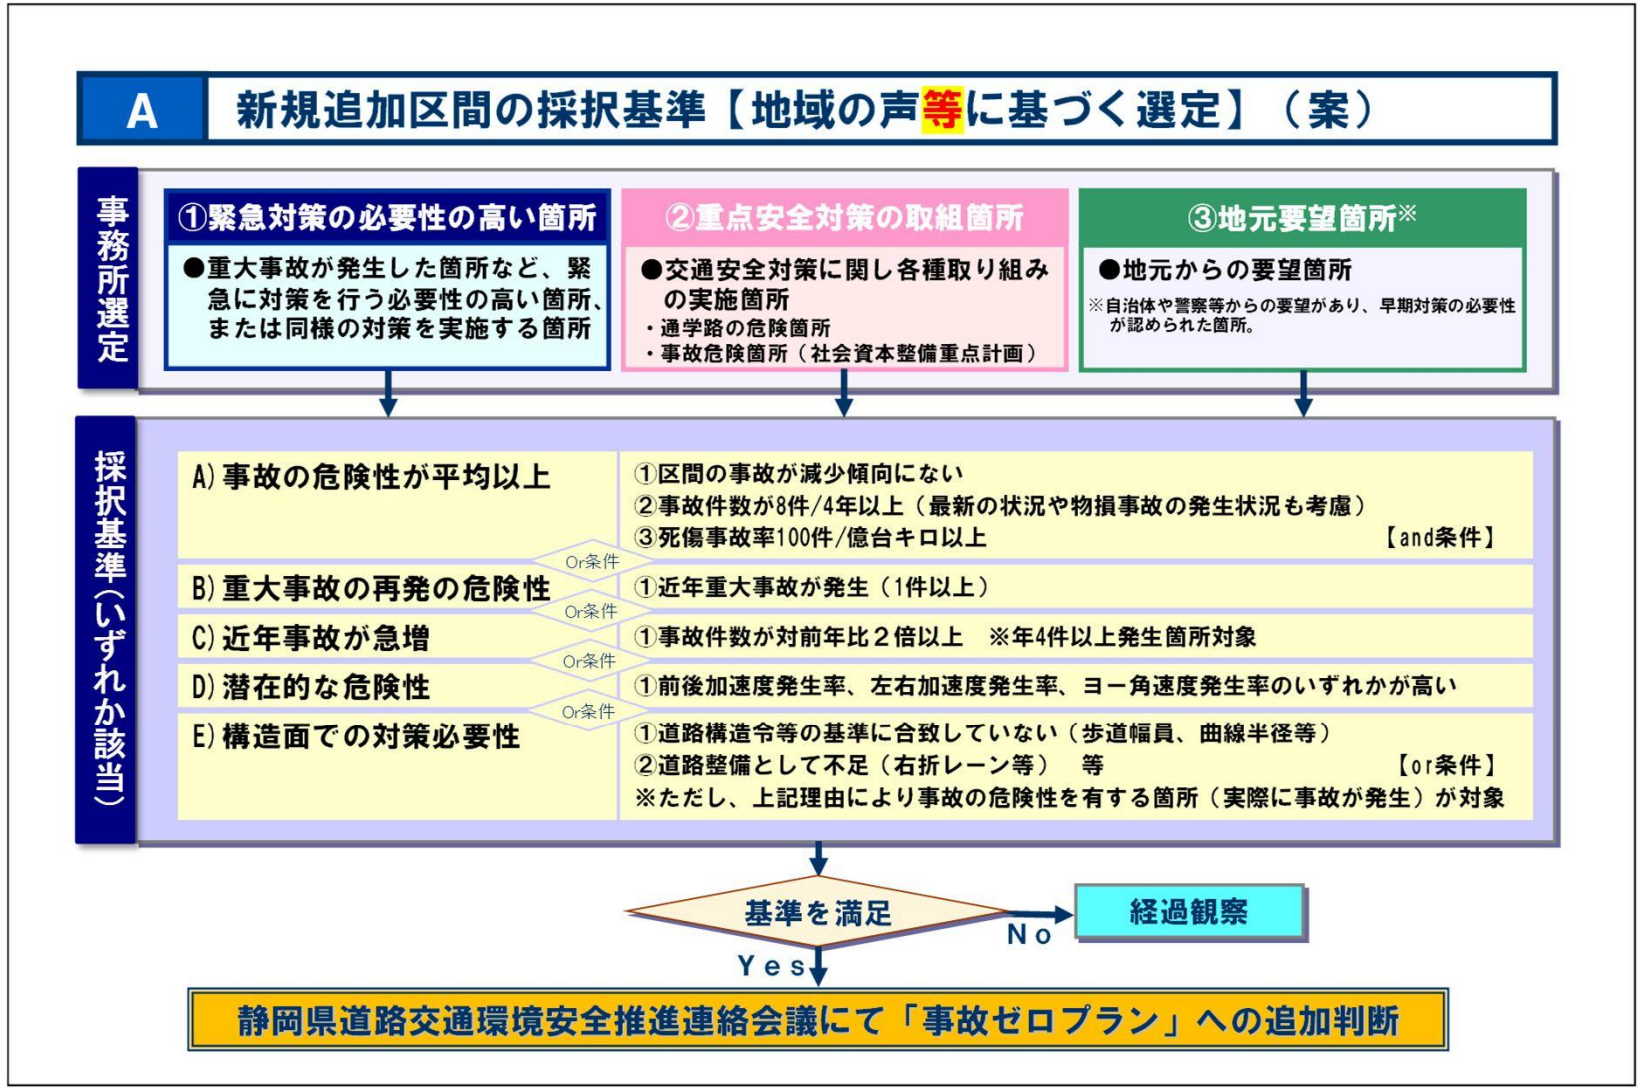 A
新規追加区間の採択基準【地域の声等に基づく選定】（案）
事務所選定
①緊急対策の必要性の高い箇所
●重大事故が発生した箇所など、緊
急に対策を行う必要性の高い箇所、
または同様の対策を実施する箇所
②重点安全対策の取組箇所
●交通安全対策に関し各種取り組み
の実施箇所
・通学路の危険箇所
・事故危険箇所（社会資本整備重点計画）
③地元要望箇所※
●地元からの要望箇所
※自治体や警察等からの要望があり、早期対策の必要性
が認められた箇所。
採択基準（いずれか該当）
A)事故の危険性が平均以上
①区間の事故が減少傾向にない
②事故件数が8件/4年以上（最新の状況や物損事故の発生状況も考慮）
③死傷事故率100件/億台キロ以上 【and条件】
Or条件
B)重大事故の再発の危険性
①近年重大事故が発生（1件以上）
Or条件
C)近年事故が急増
①事故件数が対前年比２倍以上 ※年4件以上発生箇所対象
Or条件
D)潜在的な危険性
①前後加速度発生率、左右加速度発生率、ヨー角速度発生率のいずれかが高い
Or条件
E)構造面での対策必要性
①道路構造令等の基準に合致していない（歩道幅員、曲線半径等）
②道路整備として不足（右折レーン等） 等 【or条件】
※ただし、上記理由により事故の危険性を有する箇所（実際に事故が発生）が対象
基準を満足
No
経過観察
Yes
静岡県道路交通環境安全推進連絡会議にて「事故ゼロプラン」への追加判断